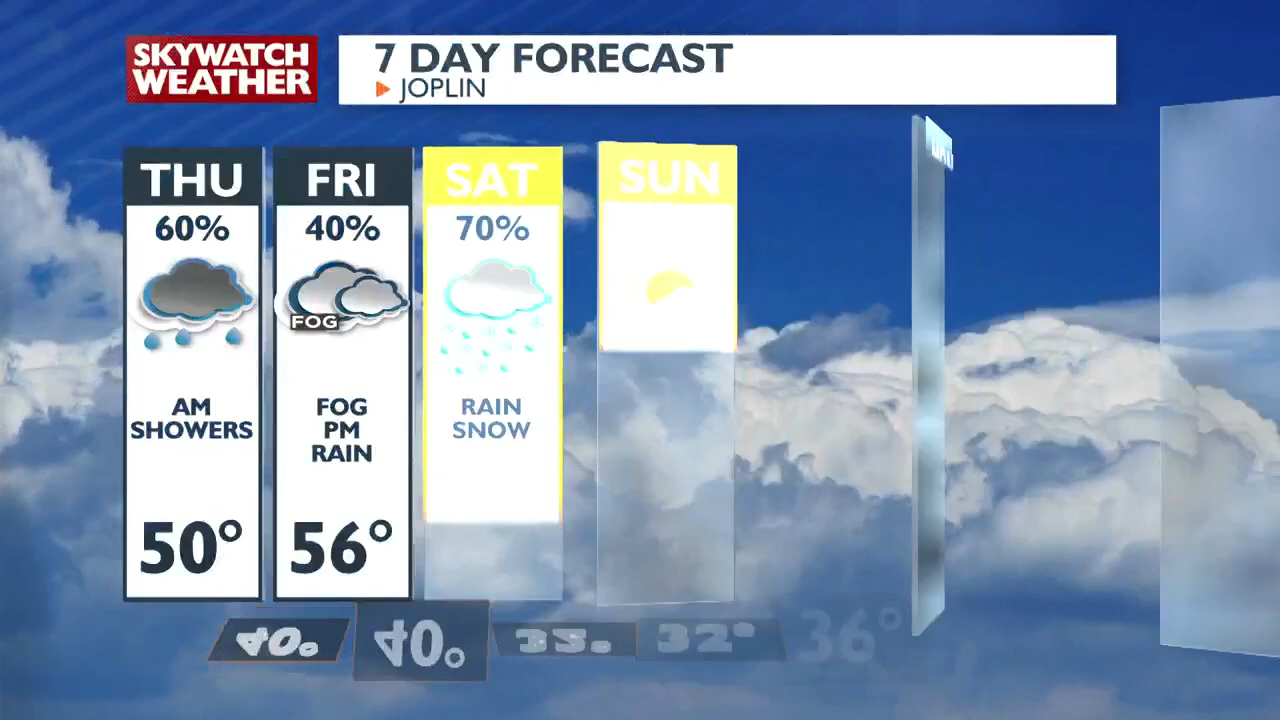 SKYWATCH
WEATHER
7 DAY FORECAST
JOPLIN
THU
60%
AM
SHOWERS
50°
FRI
40%
FOG
FOG
PM
RAIN
56°
SAT
70%
RAIN
SNOW
SUN
40°
40°
35°
32°
36°